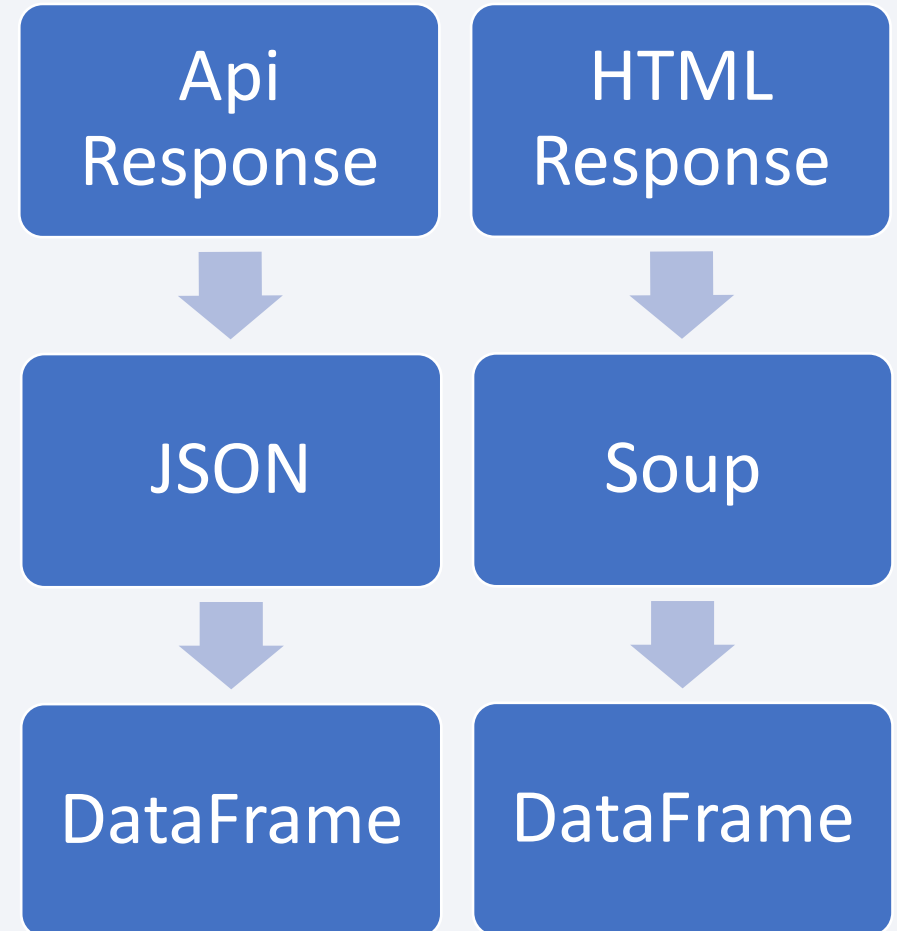 Api
Response
JSON
DataFrame
HTML
Response
Soup
DataFrame